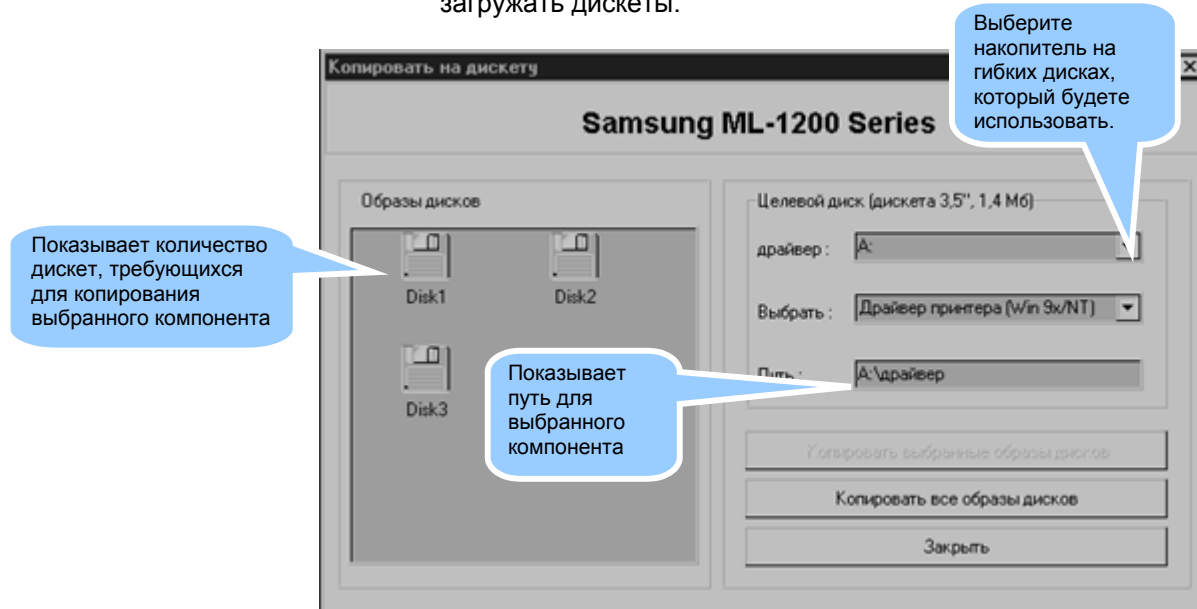 загружать дискеты.
Выберите
накопитель на
гибких дисках,
который будете
использовать.
Копировать на дискету
Samsung ML-1200 Series
Образы дисков
Disk1
Disk2
Disk3
Показывает количество
дискет, требующихся
для копирования
выбранного компонента
Целевой диск (дискета 3,5'', 1,4 Мб)
драйвер : A:
Выбрать : Драйвер принтера (Win 9x/NT)
Путь : A:\драйвер
Показывает
путь для
выбранного
компонента
Копировать выбранные образы дисков
Копировать все образы дисков
Закрыть